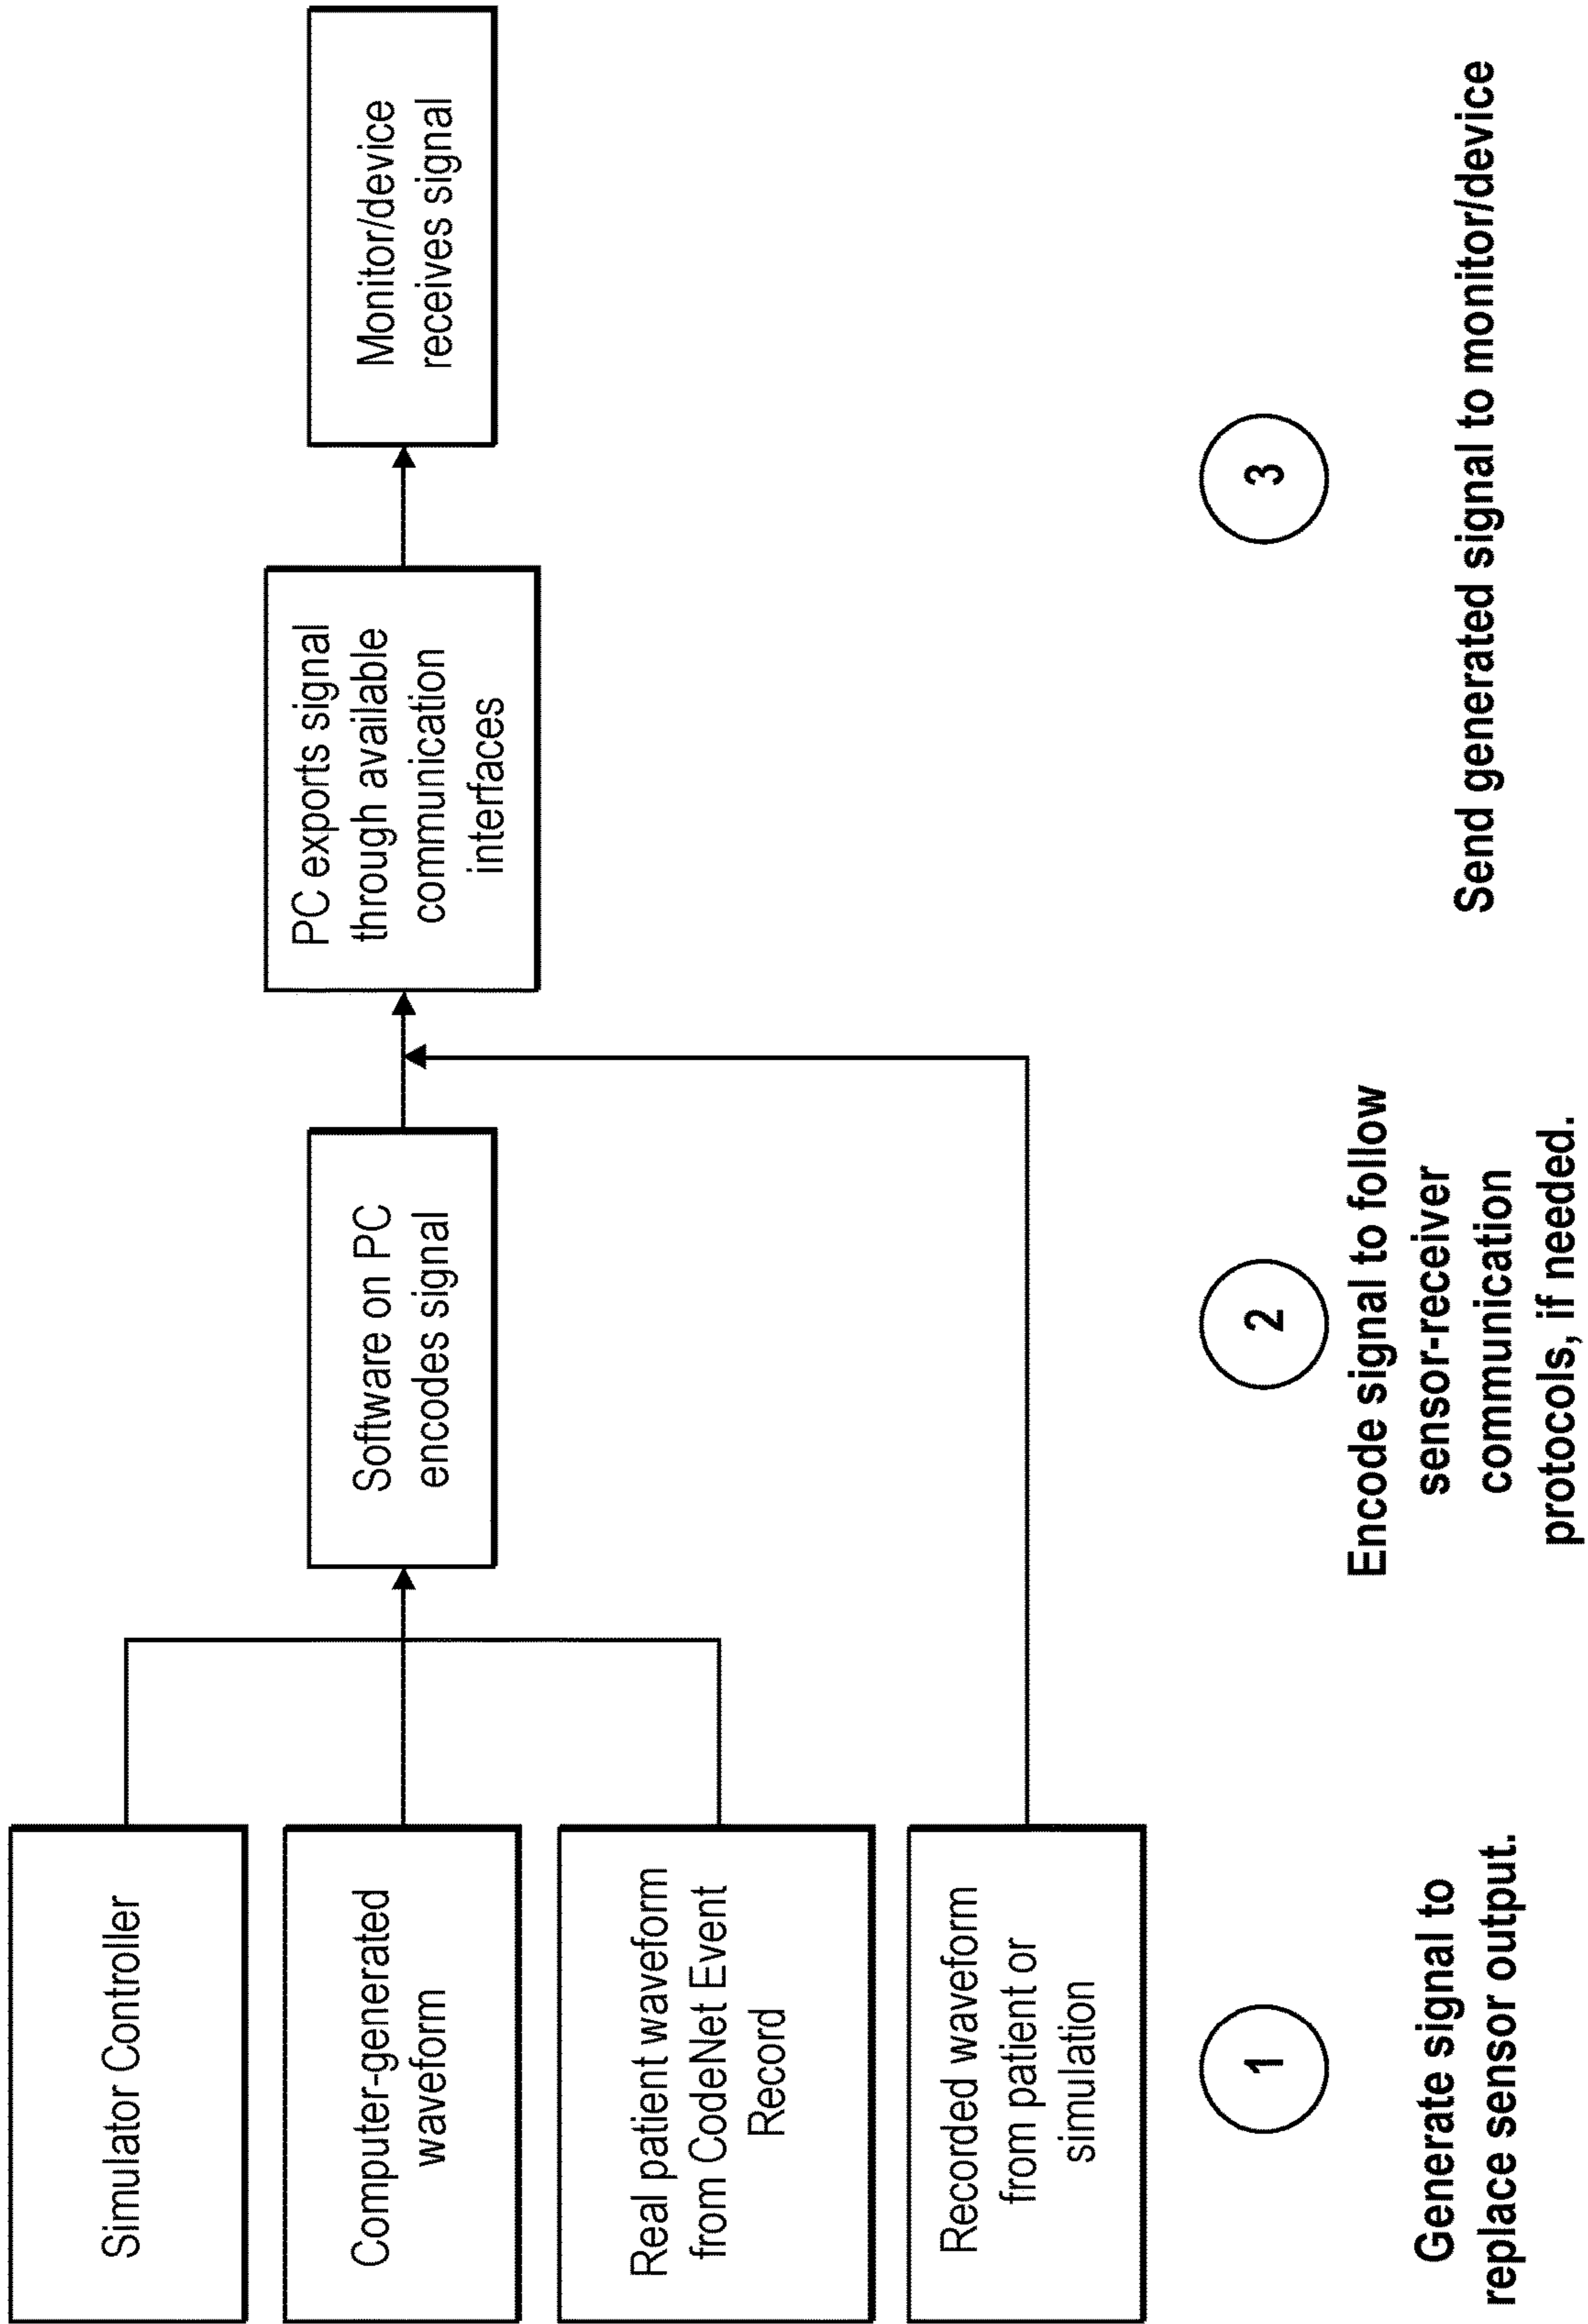 Simulator Controller
Computer-generated
waveform
Real patient waveform
from CodeNet Event
Record
Recorded waveform
from patient or
simulation
Software on PC
encodes signal
PC exports signal
through available
communication
interfaces
Monitor/device
receives signal
1
Generate signal to
replace sensor output.
2
Encode signal to follow
sensor-receiver
communication
protocols, if needed.
3
Send generated signal to monitor/device